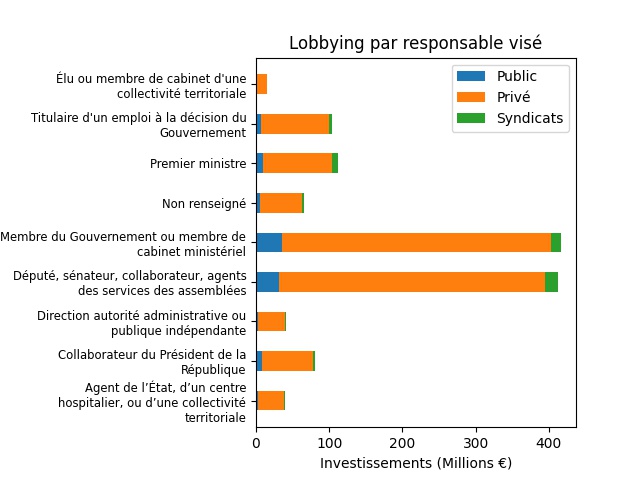 Lobbying par responsable visé
Élu ou membre de cabinet d'une
collectivité territoriale
Titulaire d'un emploi à la décision du
Gouvernement
Premier ministre
Non renseigné
Membre du Gouvernement ou membre de
cabinet ministériel
Député, sénateur, collaborateur, agents
des services des assemblées
Direction autorité administrative ou
publique indépendante
Collaborateur du Président de la
République
Agent de l’État, d’un centre
hospitalier, ou d’une collectivité
territoriale
Public
Privé
Syndicats
0 100 200 300 400
Investissements (Millions €)